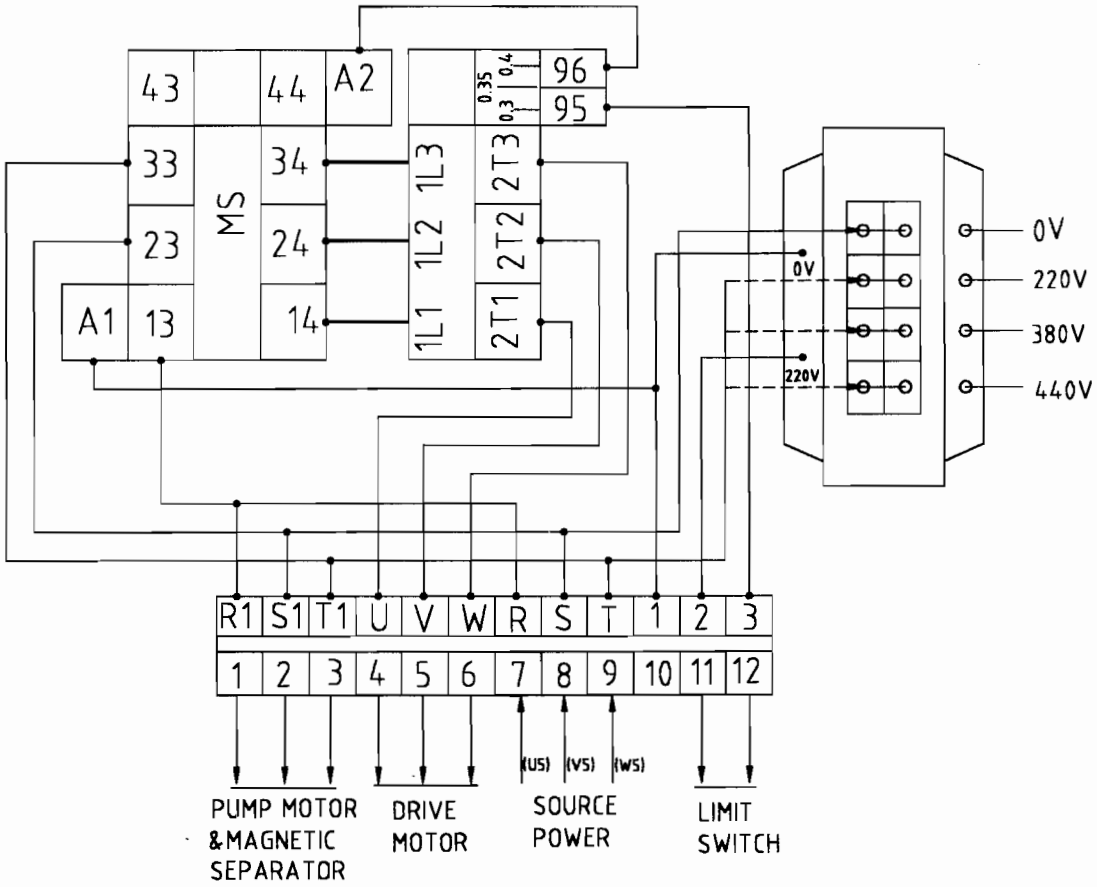 43 44 A2
0.35 0.3 0.4
96
95
33 MS 34 1L3 2T3
23 24 1L2 2T2
A1 13 14 1L1 2T1
0V
220V
0V
220V
380V
440V
R1 S1 T1 U V W R S T 1 2 3
1 2 3 4 5 6 7 8 9 10 11 12
(US) (VS) (WS)
PUMP MOTOR
&MAGNETIC
SEPARATOR
DRIVE
MOTOR
SOURCE
POWER
LIMIT
SWITCH